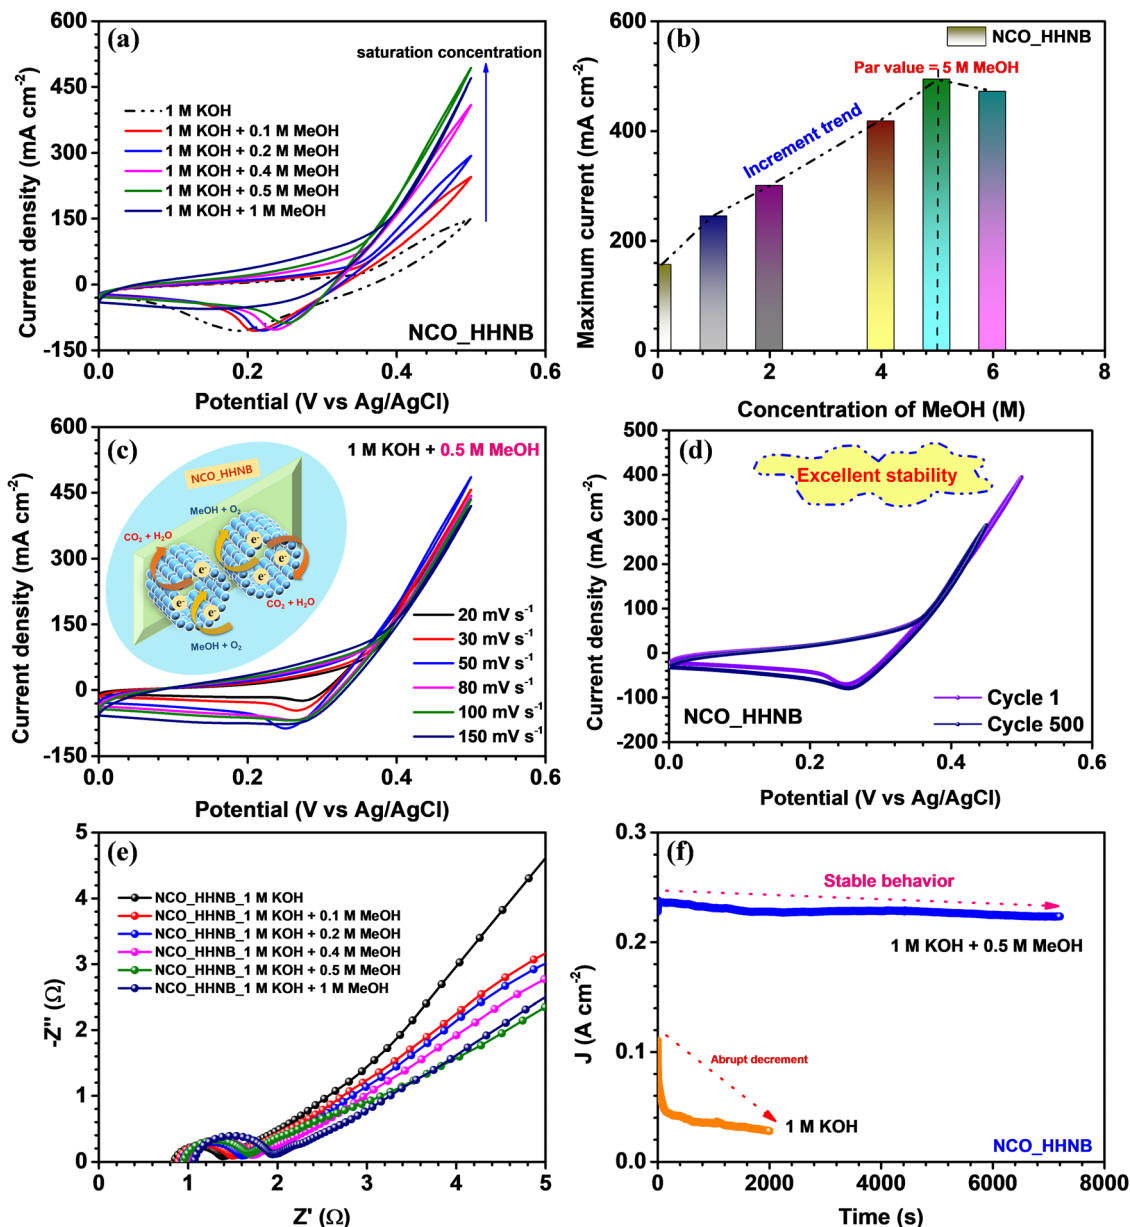 (a)
600
450
300
150
0
-150
Current density (mA cm⁻²)
saturation concentration
1 M KOH
1 M KOH + 0.1 M MeOH
1 M KOH + 0.2 M MeOH
1 M KOH + 0.4 M MeOH
1 M KOH + 0.5 M MeOH
1 M KOH + 1 M MeOH
NCO_HHNB
0.0 0.2 0.4 0.6
Potential (V vs Ag/AgCl)
(b)
600
400
200
0
Maximum current (mA cm⁻²)
NCO_HHNB
Par value = 5 M MeOH
Increment trend
0 2 4 6 8
Concentration of MeOH (M)
(c)
600
450
300
150
0
-150
Current density (mA cm⁻²)
1 M KOH + 0.5 M MeOH
NCO_HHNB
MeOH + O₂
CO₂ + H₂O
e⁻
e⁻
e⁻
e⁻
e⁻
e⁻
CO₂ + H₂O
MeOH + O₂
20 mV s⁻¹
30 mV s⁻¹
50 mV s⁻¹
80 mV s⁻¹
100 mV s⁻¹
150 mV s⁻¹
0.0 0.2 0.4 0.6
Potential (V vs Ag/AgCl)
(d)
500
400
300
200
100
0
-100
-200
Current density (mA cm⁻²)
Excellent stability
NCO_HHNB
Cycle 1
Cycle 500
0.0 0.2 0.4 0.6
Potential (V vs Ag/AgCl)
(e)
5
4
3
2
1
0
-Z'' (Ω)
NCO_HHNB_1 M KOH
NCO_HHNB_1 M KOH + 0.1 M MeOH
NCO_HHNB_1 M KOH + 0.2 M MeOH
NCO_HHNB_1 M KOH + 0.4 M MeOH
NCO_HHNB_1 M KOH + 0.5 M MeOH
NCO_HHNB_1 M KOH + 1 M MeOH
0 1 2 3 4 5
Z' (Ω)
(f)
0.3
0.2
0.1
0.0
J (A cm⁻²)
Stable behavior
1 M KOH + 0.5 M MeOH
Abrupt decrement
1 M KOH
NCO_HHNB
0 2000 4000 6000 8000
Time (s)